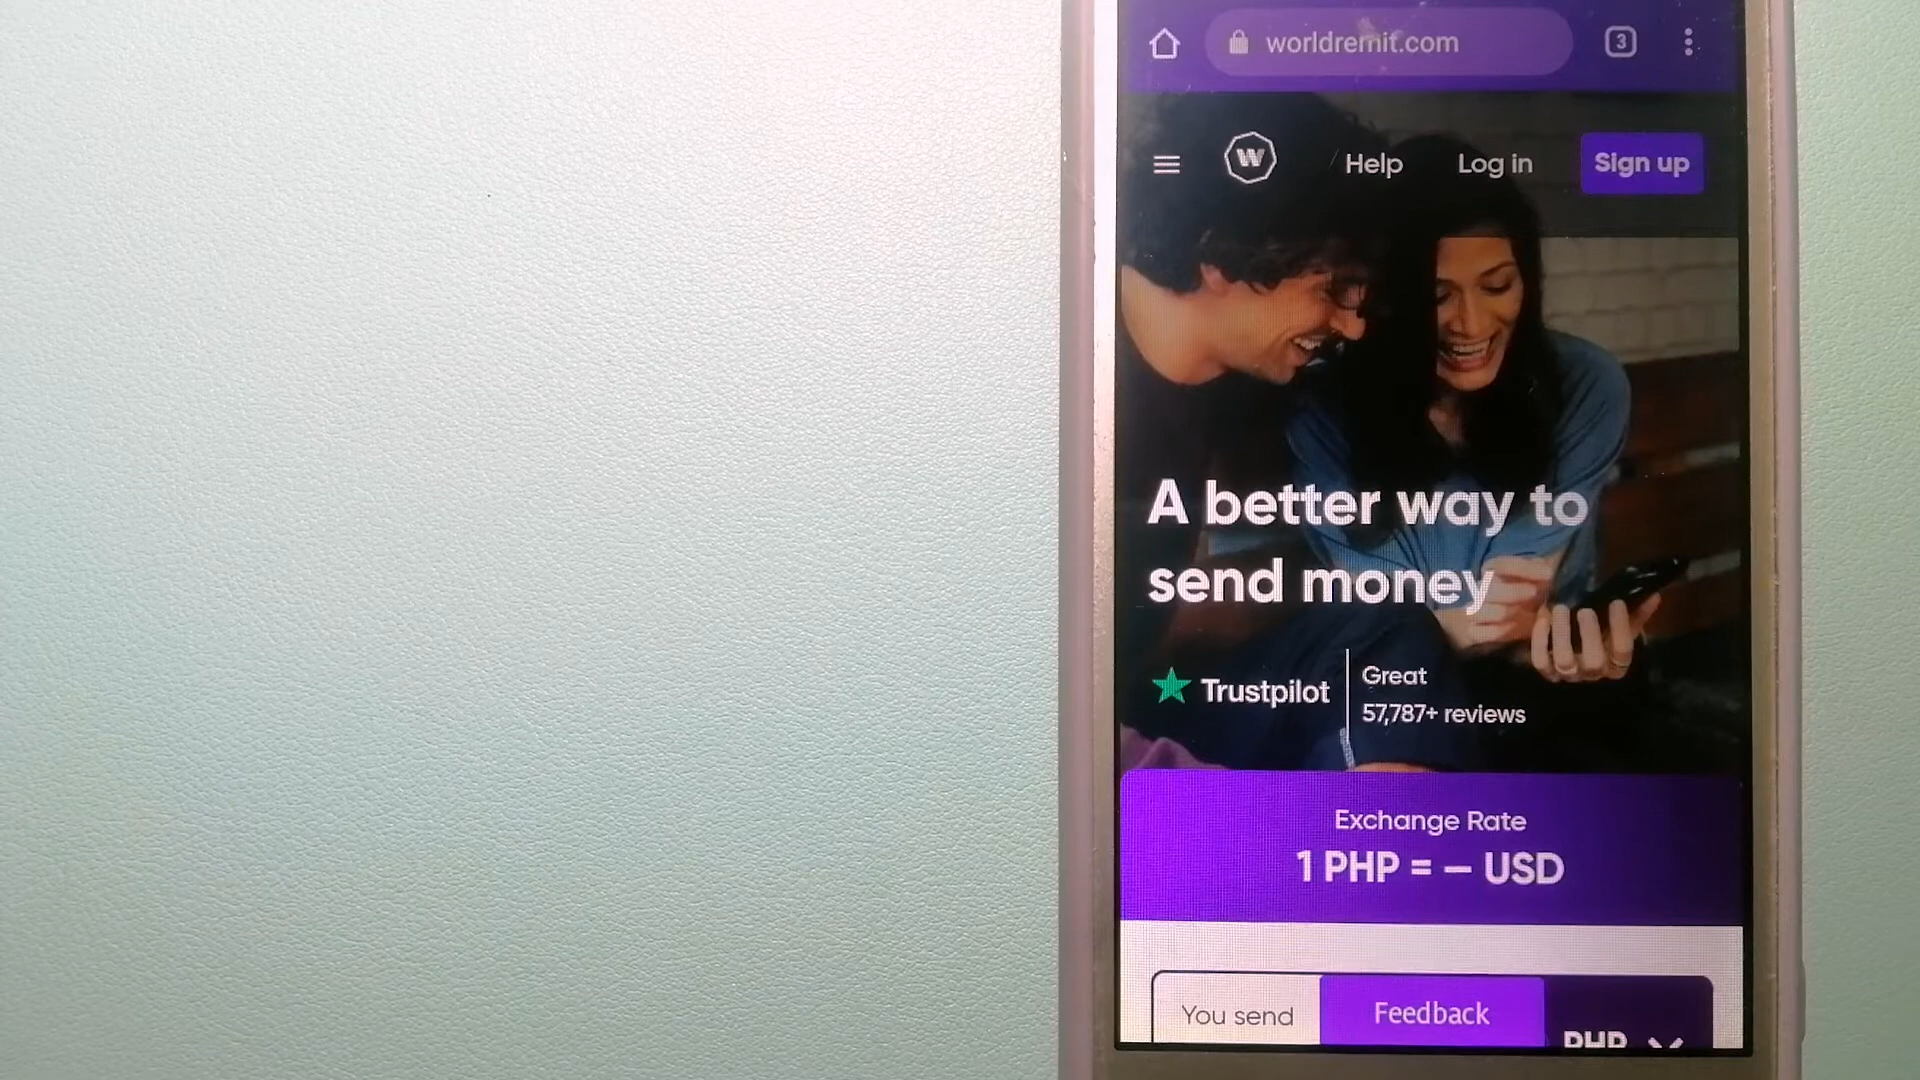 worldremit.com
3
W
Help
Log in
Sign up
A better way to
send money
Trustpilot
Great
57,787+ reviews
Exchange Rate
1 PHP = — USD
You send
Feedback
PHP